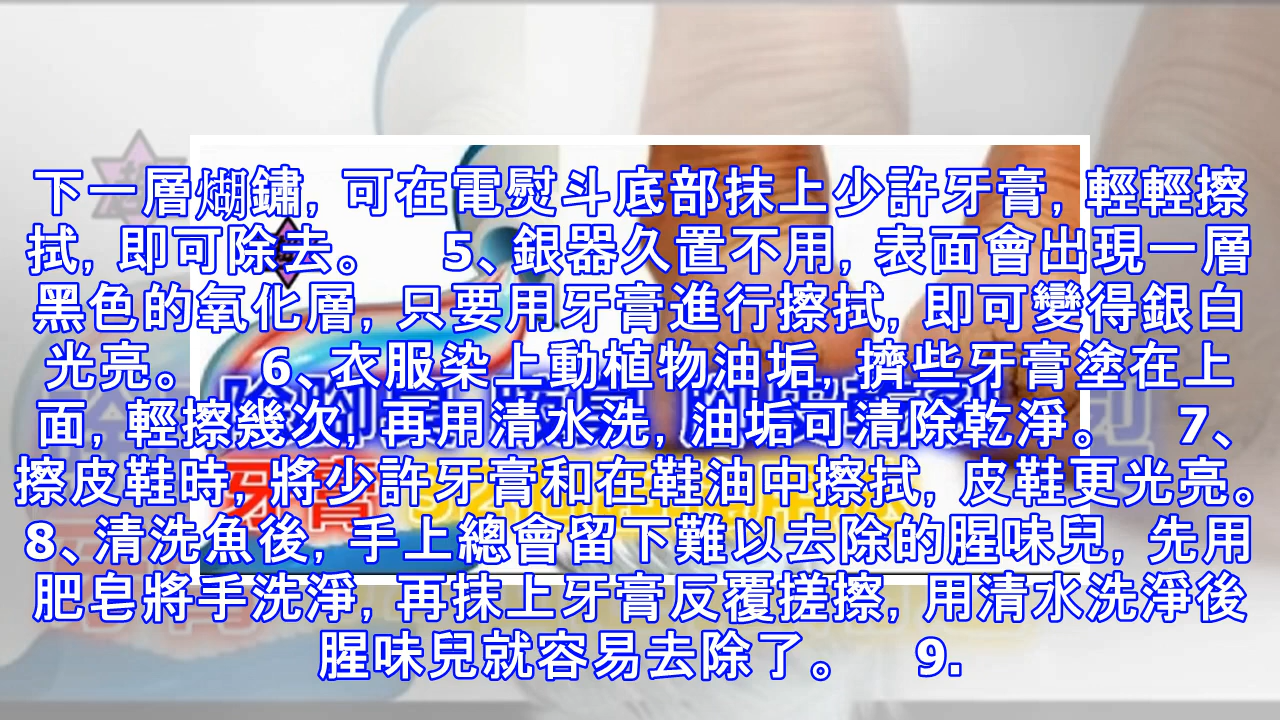 下一層煳鏽, 可在電熨斗底部抹上少許牙膏, 輕輕擦
拭, 即可除去。 5、銀器久置不用, 表面會出現一層
黑色的氧化層, 只要用牙膏進行擦拭, 即可變得銀白
光亮。 6、衣服染上動植物油垢, 擠些牙膏塗在上
面, 輕擦幾次, 再用清水洗, 油垢可清除乾淨。 7、
擦皮鞋時, 將少許牙膏和在鞋油中擦拭, 皮鞋更光亮。
8、清洗魚後, 手上總會留下難以去除的腥味兒, 先用
肥皂將手洗淨, 再抹上牙膏反覆搓擦, 用清水洗淨後
腥味兒就容易去除了。 9.
牙膏